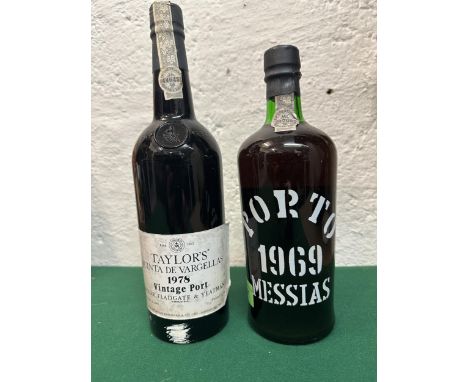 TAYLOR'S
QUINTA DE VARGELLAS
1978
Vintage Port
FLADGATE & YEATMAN
PORTO
1969
MESSIAS